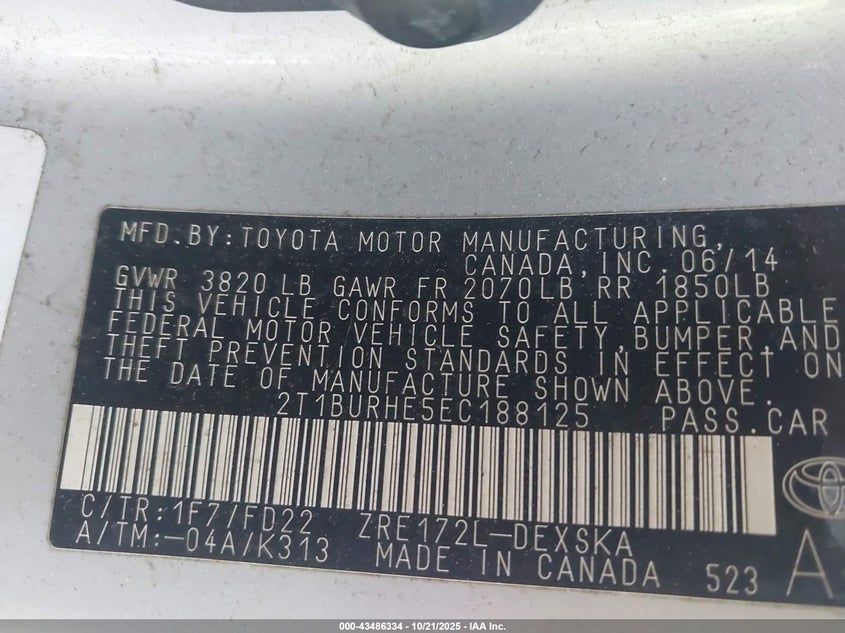 MFD.BY:TOYOTA MOTOR MANUFACTURING,
CANADA,INC. 06/14
GVWR 3820 LB GAWR FR 2070LB RR 1850LB
THIS VEHICLE CONFORMS TO ALL APPLICABLE
FEDERAL MOTOR VEHICLE SAFETY,BUMPER,AND
THEFT PREVENTION STANDARDS IN EFFECT ON
THE DATE OF MANUFACTURE SHOWN ABOVE.
2T1BURHE5EC188125 PASS.CAR
C/TR:1F7/FD22 ZRE172L-DEXSKA
A/TM:-04A/K313 MADE IN CANADA 523 A
000-43486334 - 10/21/2025 - IAA Inc.